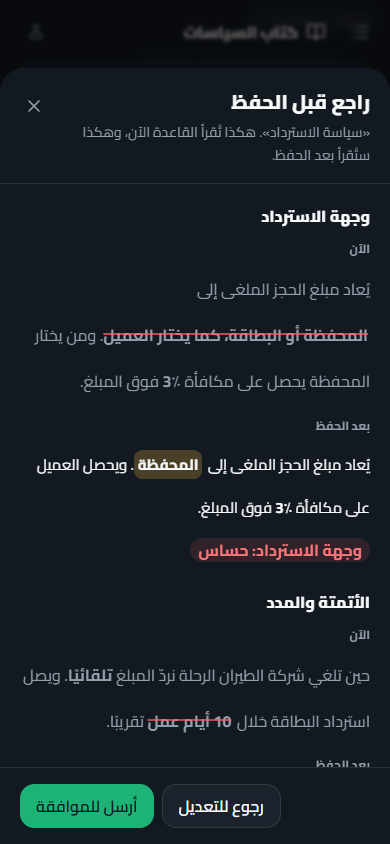 كتاب السياسات
راجع قبل الحفظ
«سياسة الاسترداد». هكذا تُقرأ القاعدة الآن، وهكذا
ستُقرأ بعد الحفظ.
وجهة الاسترداد
الآن
يُعاد مبلغ الحجز الملغى إلى
المحفظة أو البطاقة، كما يختار العميل. ومن يختار
المحفظة يحصل على مكافأة 3٪ فوق المبلغ.
بعد الحفظ
يُعاد مبلغ الحجز الملغى إلى المحفظة. ويحصل العميل
على مكافأة 3٪ فوق المبلغ.
وجهة الاسترداد: حساس
الأتمتة والمدد
الآن
حين تلغي شركة الطيران الرحلة نردّ المبلغ تلقائيًا. ويصل
استرداد البطاقة خلال 10 أيام عمل تقريبًا.
بعد الحفظ
رجوع للتعديل
أرسل للموافقة